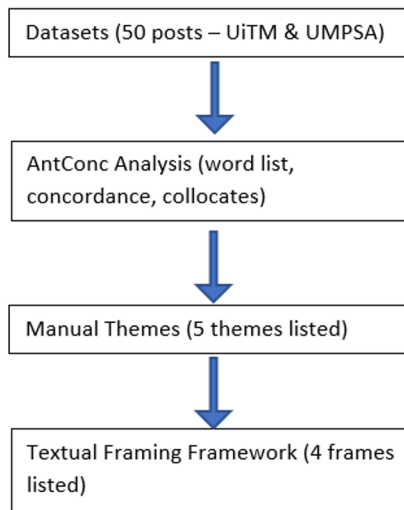 Datasets (50 posts – UiTM & UMPSA)
AntConc Analysis (word list,
concordance, collocates)
Manual Themes (5 themes listed)
Textual Framing Framework (4 frames
listed)